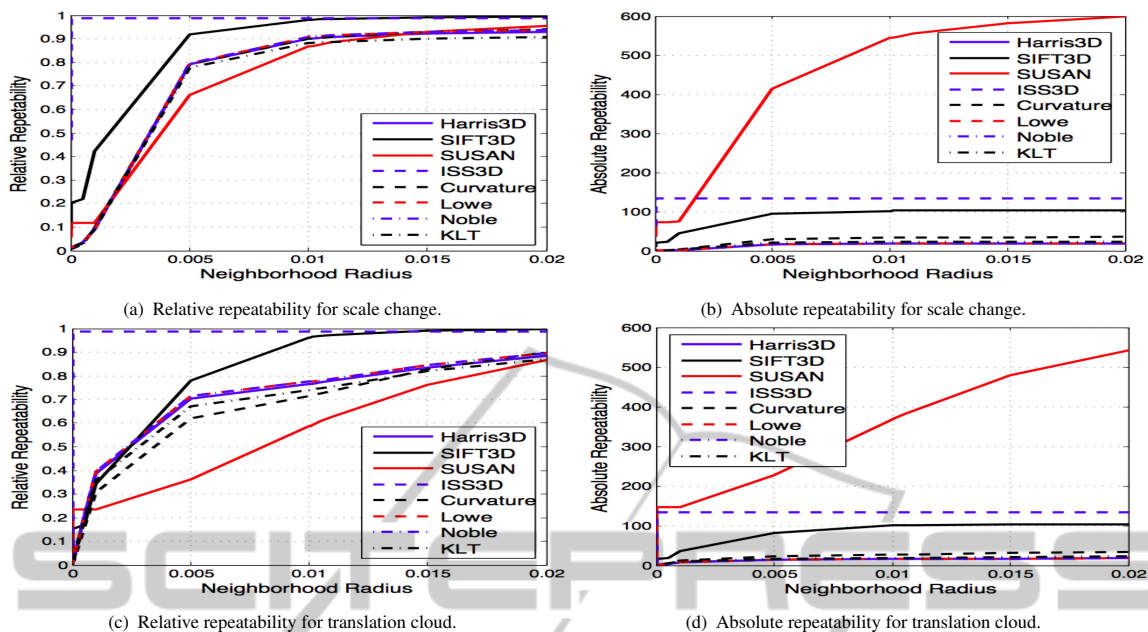 1
0.9
0.8
0.7
0.6
0.5
0.4
0.3
0.2
0.1
0
Relative Repetability
Harris3D
SIFT3D
SUSAN
ISS3D
Curvature
Lowe
Noble
KLT
0.005
0.01
0.015
0.02
Neighborhood Radius
(a) Relative repeatability for scale change.
600
500
400
300
200
100
0
Absolute Repetability
Harris3D
SIFT3D
SUSAN
ISS3D
Curvature
Lowe
Noble
KLT
0
0.005
0.01
0.015
0.02
Neighborhood Radius
(b) Absolute repeatability for scale change.
1
0.9
0.8
0.7
0.6
0.5
0.4
0.3
0.2
0.1
0
Relative Repeatability
Harris3D
SIFT3D
SUSAN
ISS3D
Curvature
Lowe
Noble
KLT
0
0.005
0.01
0.015
0.02
Neighborhood Radius
(c) Relative repeatability for translation cloud.
600
500
400
300
200
100
0
Absolute Repetability
Harris3D
SIFT3D
SUSAN
ISS3D
Curvature
Lowe
Noble
KLT
0
0.005
0.01
0.015
0.02
Neighborhood Radius
(d) Absolute repeatability for translation cloud.
SCITEPRESS